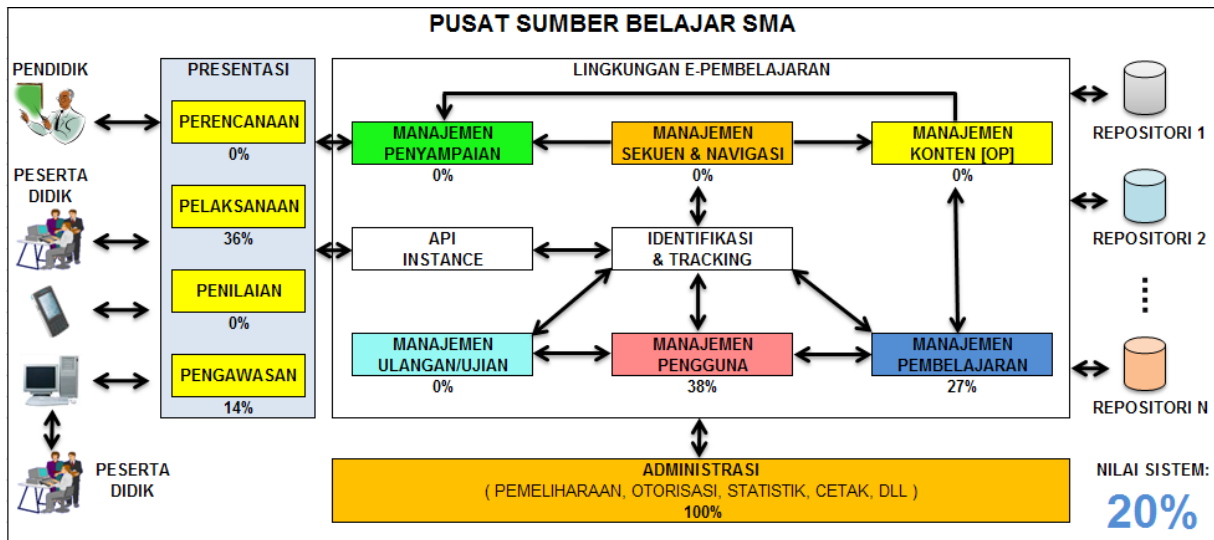 PUSAT SUMBER BELAJAR SMA
PENDIDIK
PRESENTASI
LINGKUNGAN E-PEMBELAJARAN
PERENCANAAN
0%
MANAJEMEN
PENYAMPAIAN
0%
MANAJEMEN
SEKUEN & NAVIGASI
0%
MANAJEMEN
KONTEN [OP]
0%
REPOSITORI 1
PESERTA
DIDIK
PELAKSANAAN
36%
API
INSTANCE
IDENTIFIKASI
& TRACKING
REPOSITORI 2
PENILAIAN
0%
PENGAWASAN
14%
MANAJEMEN
ULANGAN/UJIAN
0%
MANAJEMEN
PENGGUNA
38%
MANAJEMEN
PEMBELAJARAN
27%
REPOSITORI N
PESERTA
DIDIK
ADMINISTRASI
( PEMELIHARAAN, OTORISASI, STATISTIK, CETAK, DLL )
100%
NILAI SISTEM:
20%